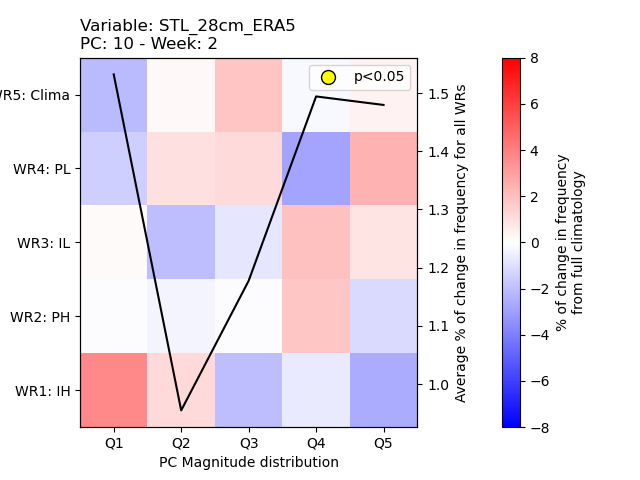 Variable: STL_28cm_ERA5
PC: 10 - Week: 2
p<0.05
R5: Clima
WR4: PL
WR3: IL
WR2: PH
WR1: IH
Q1 Q2 Q3 Q4 Q5
PC Magnitude distribution
1.5
1.4
1.3
1.2
1.1
1.0
Average % of change in frequency for all WRs
8
6
4
2
0
−2
−4
−6
−8
% of change in frequency
from full climatology